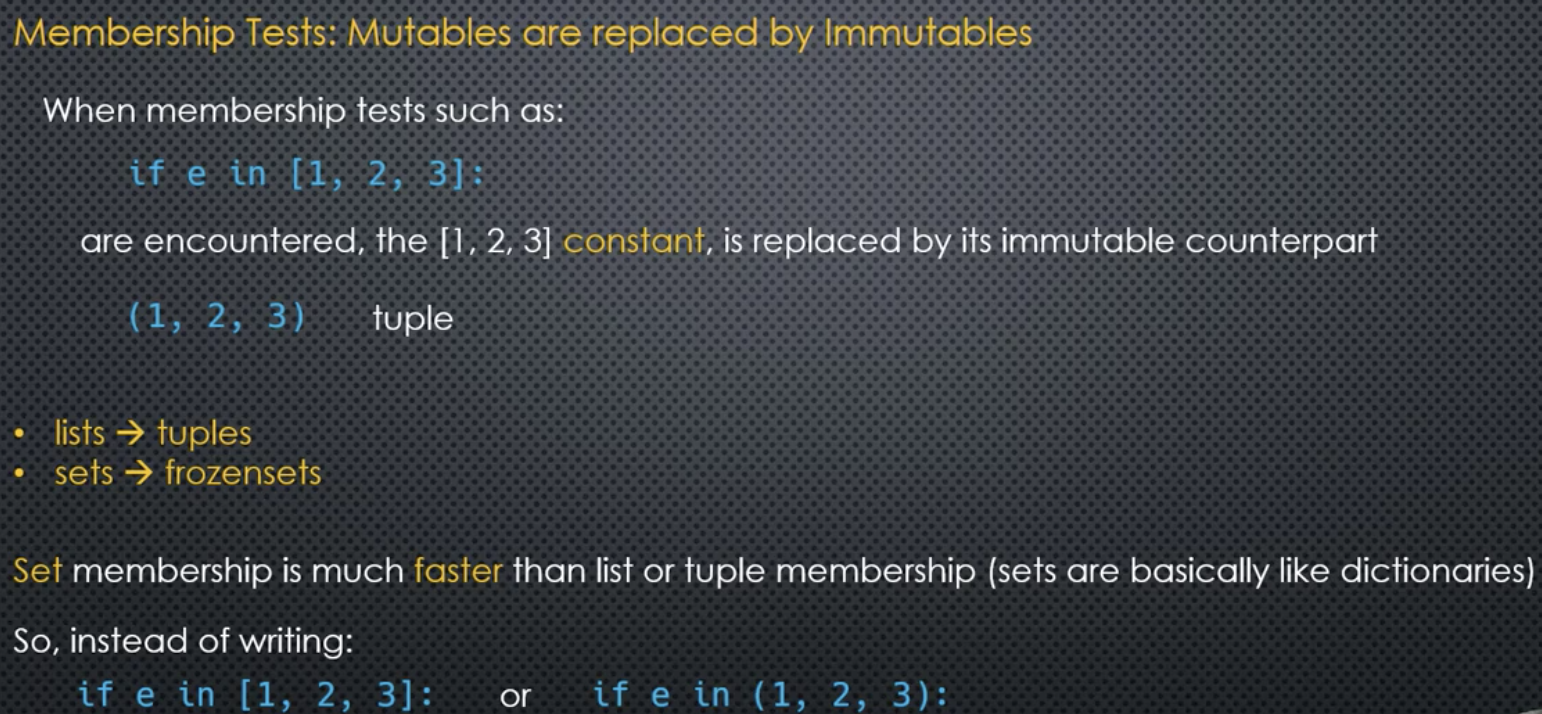 Membership Tests: Mutables are replaced by Immutables
When membership tests such as:
if e in [1, 2, 3]:
are encountered, the [1, 2, 3] constant, is replaced by its immutable counterpart
(1, 2, 3) tuple
• lists → tuples
• sets → frozensets
Set membership is much faster than list or tuple membership (sets are basically like dictionaries)
So, instead of writing:
if e in [1, 2, 3]: or if e in (1, 2, 3):